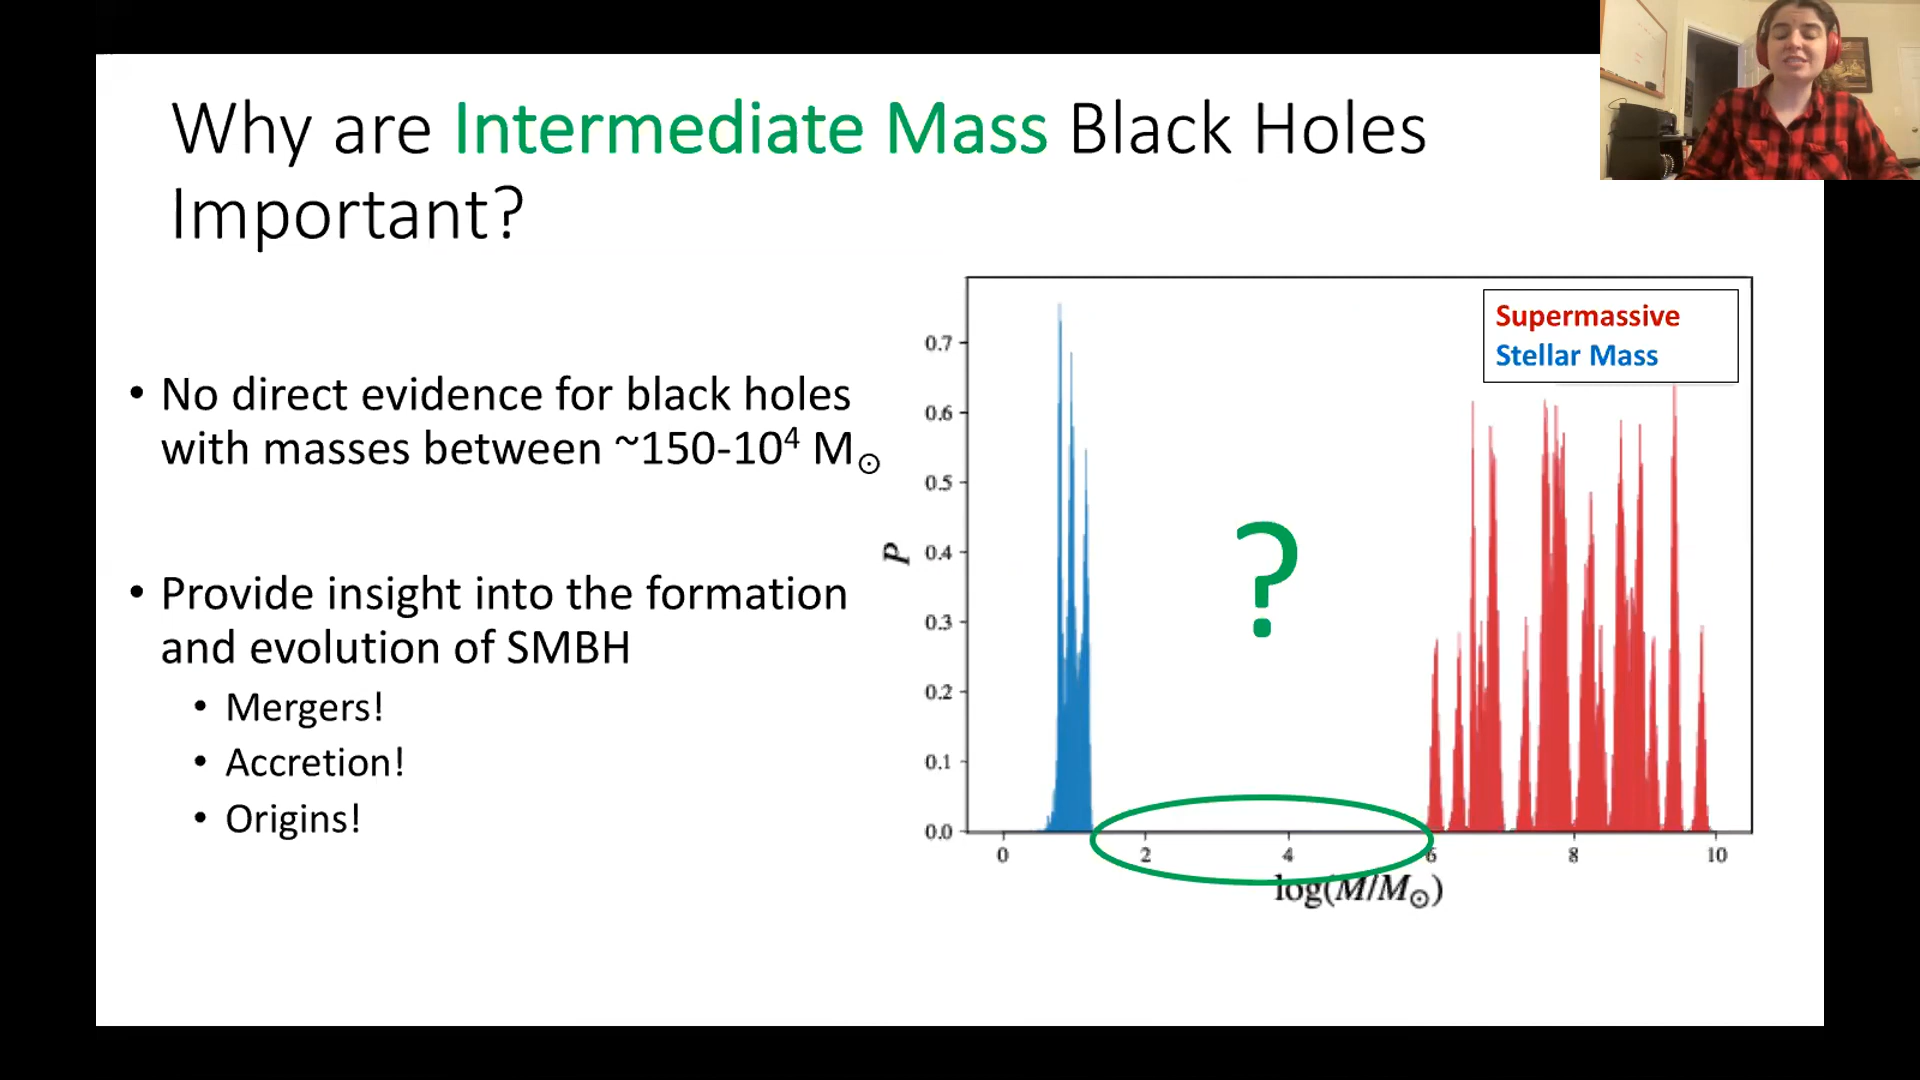 Why are Intermediate Mass Black Holes
Important?
• No direct evidence for black holes
with masses between ~150-10⁴ M⊙
• Provide insight into the formation
and evolution of SMBH
• Mergers!
• Accretion!
• Origins!
Supermassive
Stellar Mass
0.7
0.6
0.5
0.4
0.3
0.2
0.1
0.0
P
?
0 2 4 6 8 10
log(M/M⊙)